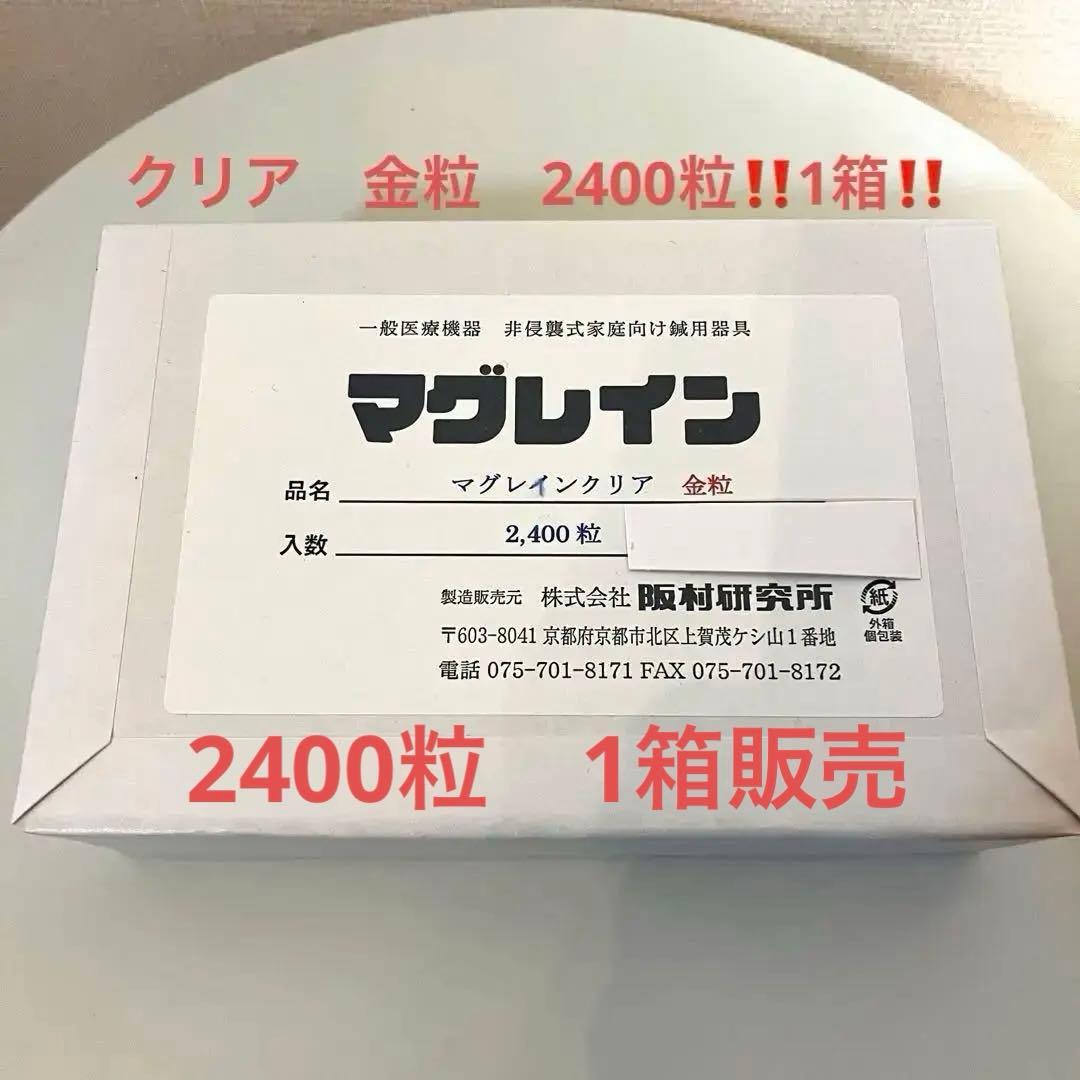 クリア 金粒 2400粒‼️1箱‼️
一般医療機器 非侵襲式家庭向け鍼用器具
マグレイン
品名 マグレインクリア 金粒
入数 2,400粒
製造販売元 株式会社 阪村研究所
〒603-8041 京都府京都市北区上賀茂ケシ山1番地
電話 075-701-8171 FAX 075-701-8172
紙
外箱
個包装
2400粒 1箱販売